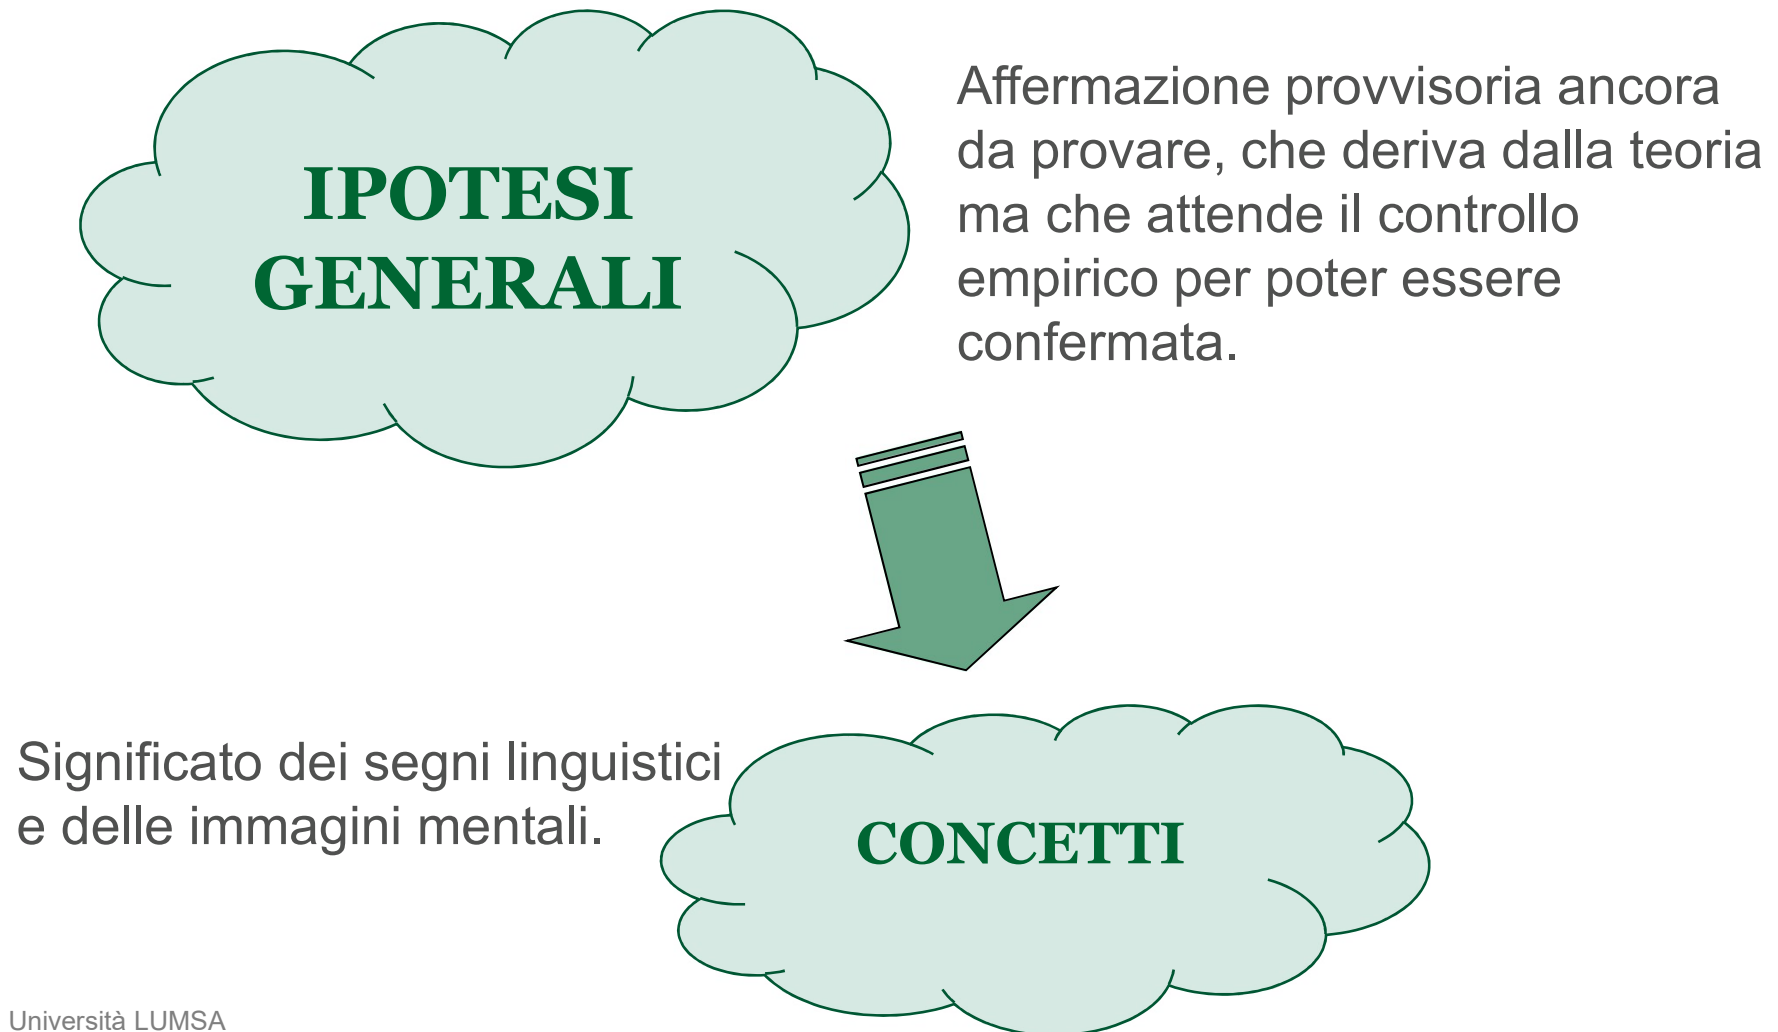 IPOTESI
GENERALI
Affermazione provvisoria ancora
da provare, che deriva dalla teoria
ma che attende il controllo
empirico per poter essere
confermata.
Significato dei segni linguistici
e delle immagini mentali.
CONCETTI
Università LUMSA